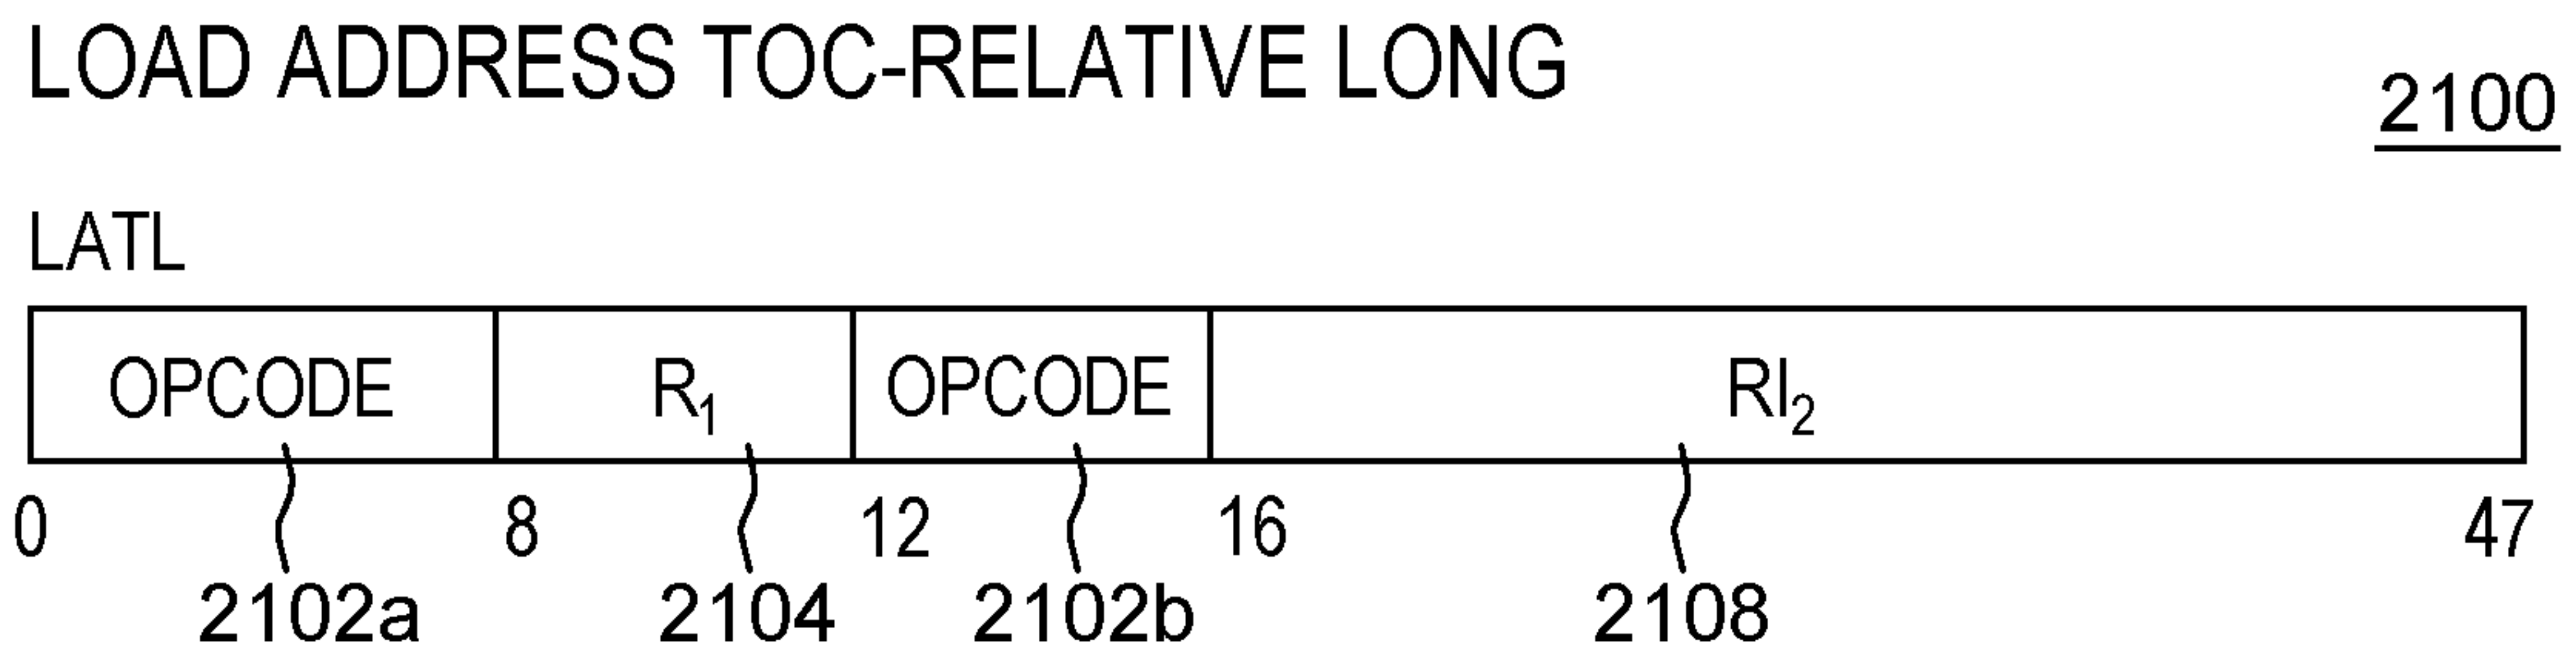 LOAD ADDRESS TOC-RELATIVE LONG
2100
LATL
OPCODE R₁ OPCODE RI₂
0 8 12 16 47
2102a 2104 2102b 2108